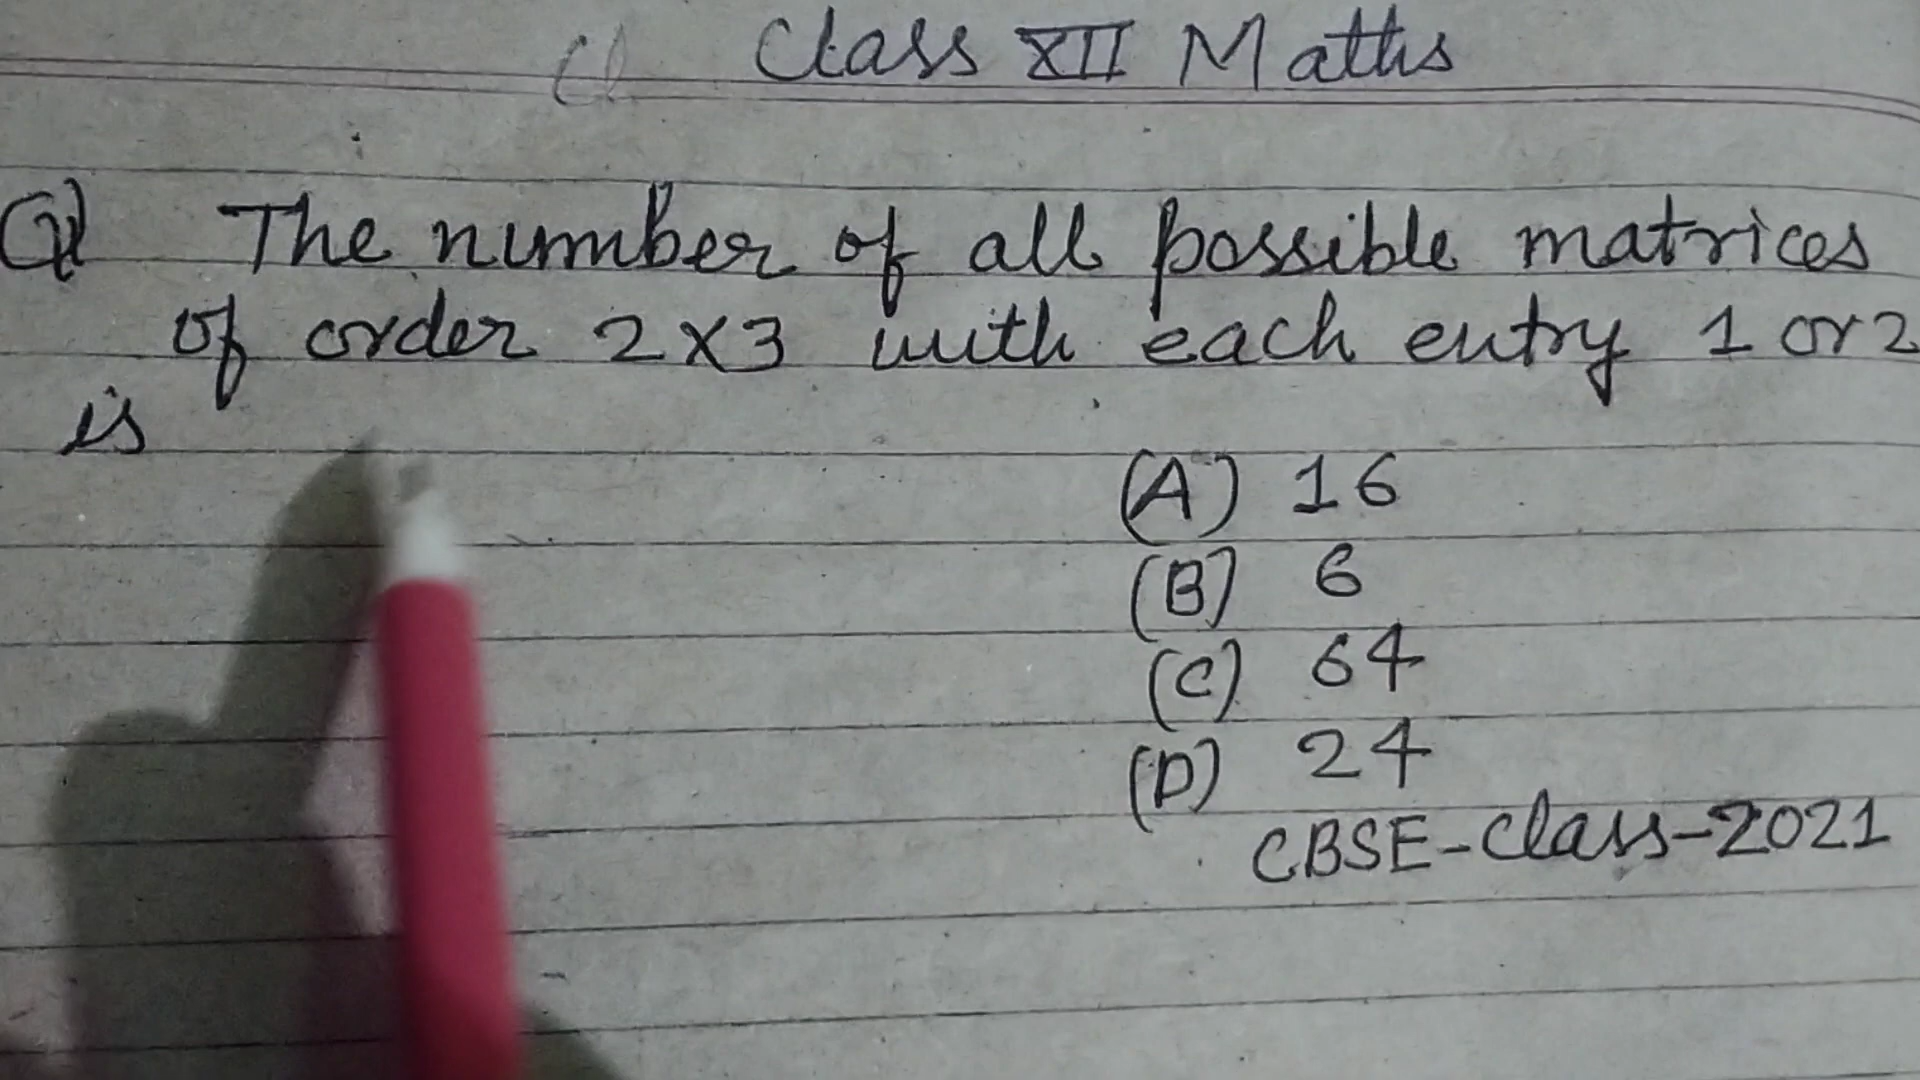 Class XII Maths
Q The number of all possible matrices
of order 2×3 with each entry 1 or 2
is
(A) 16
(B) 6
(C) 64
(D) 24
CBSE-Class-2021